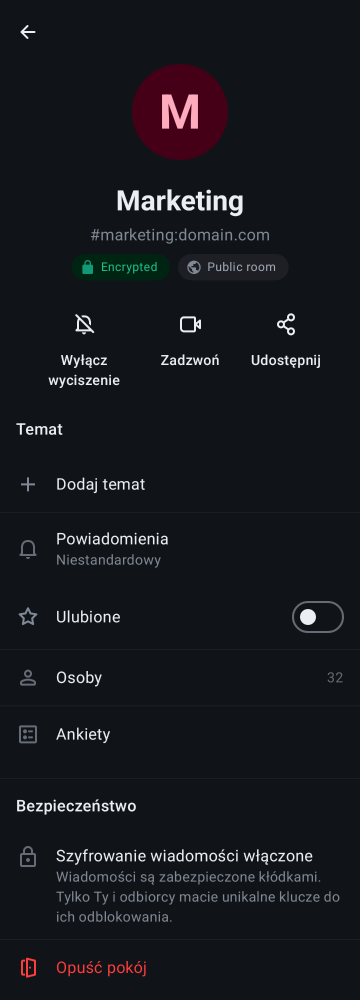 M
Marketing
#marketing:domain.com
Encrypted
Public room
Wyłącz
wyciszenie
Zadzwoń
Udostępnij
Temat
Dodaj temat
Powiadomienia
Niestandardowy
Ulubione
Osoby
32
Ankiety
Bezpieczeństwo
Szyfrowanie wiadomości włączone
Wiadomości są zabezpieczone kłódkami.
Tylko Ty i odbiorcy macie unikalne klucze do
ich odblokowania.
Opuść pokój